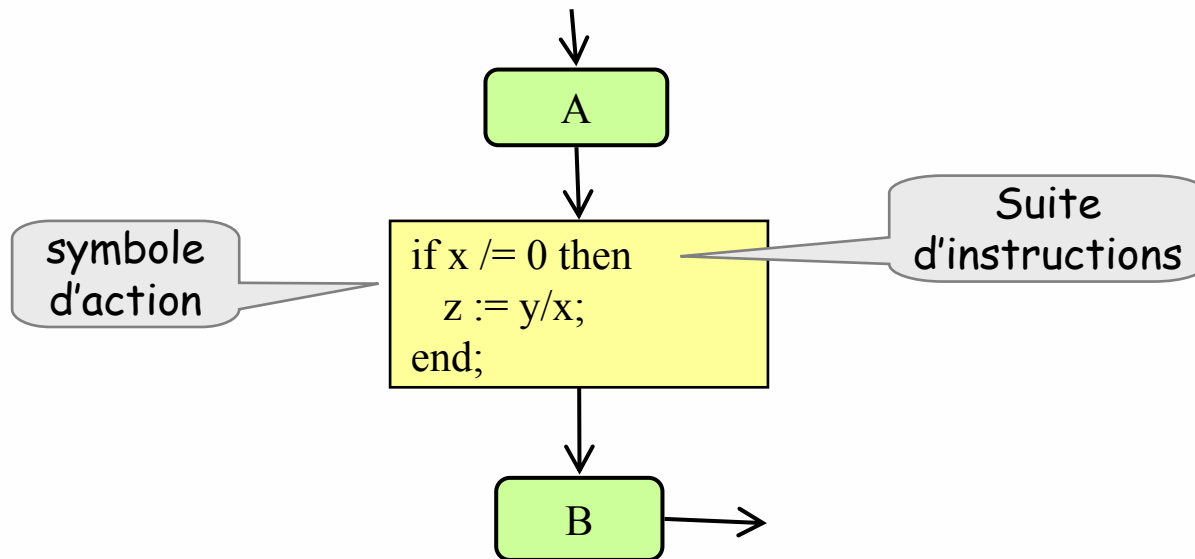 A
Suite
d'instructions
symbole
d'action
if x /= 0 then
z := y/x;
end;
B